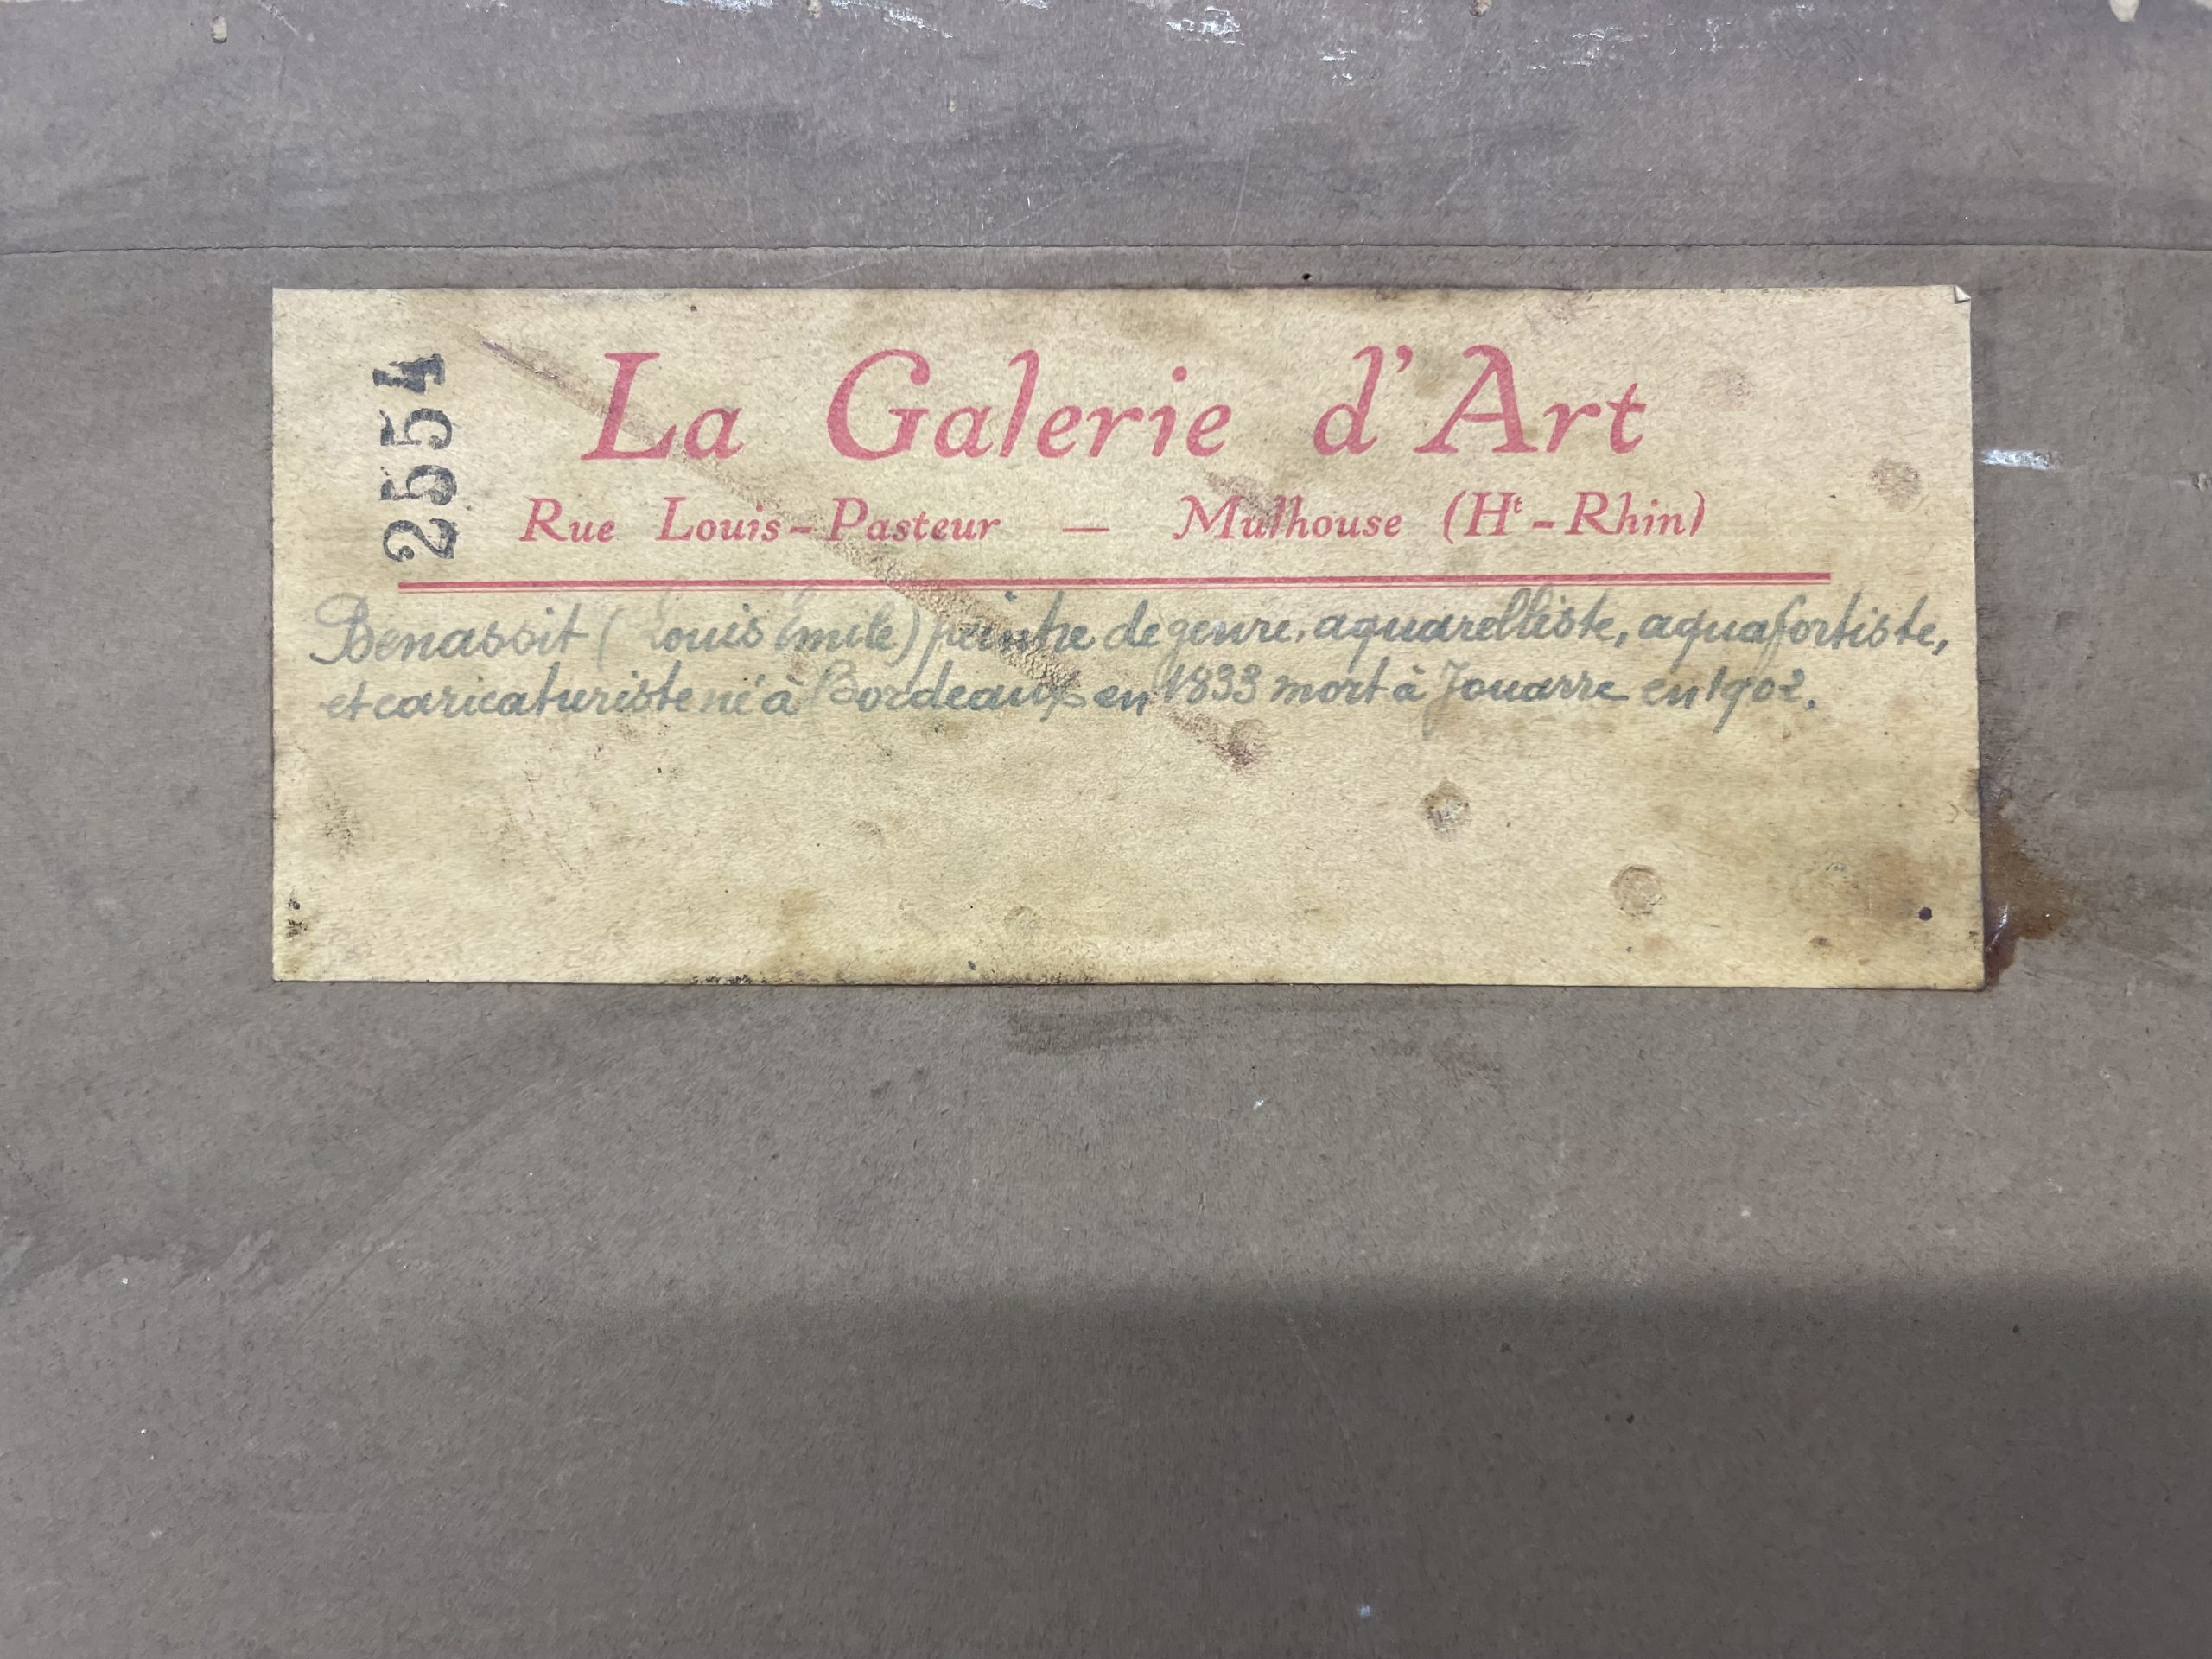 2554
La Galerie d'Art
Rue Louis-Pasteur — Mulhouse (Ht-Rhin)
Benassit (Louis Emile) peintre de genre, aquarelliste, aquafortiste,
et caricaturiste né à Bordeaux en 1833 mort à Jouarre en 1902.